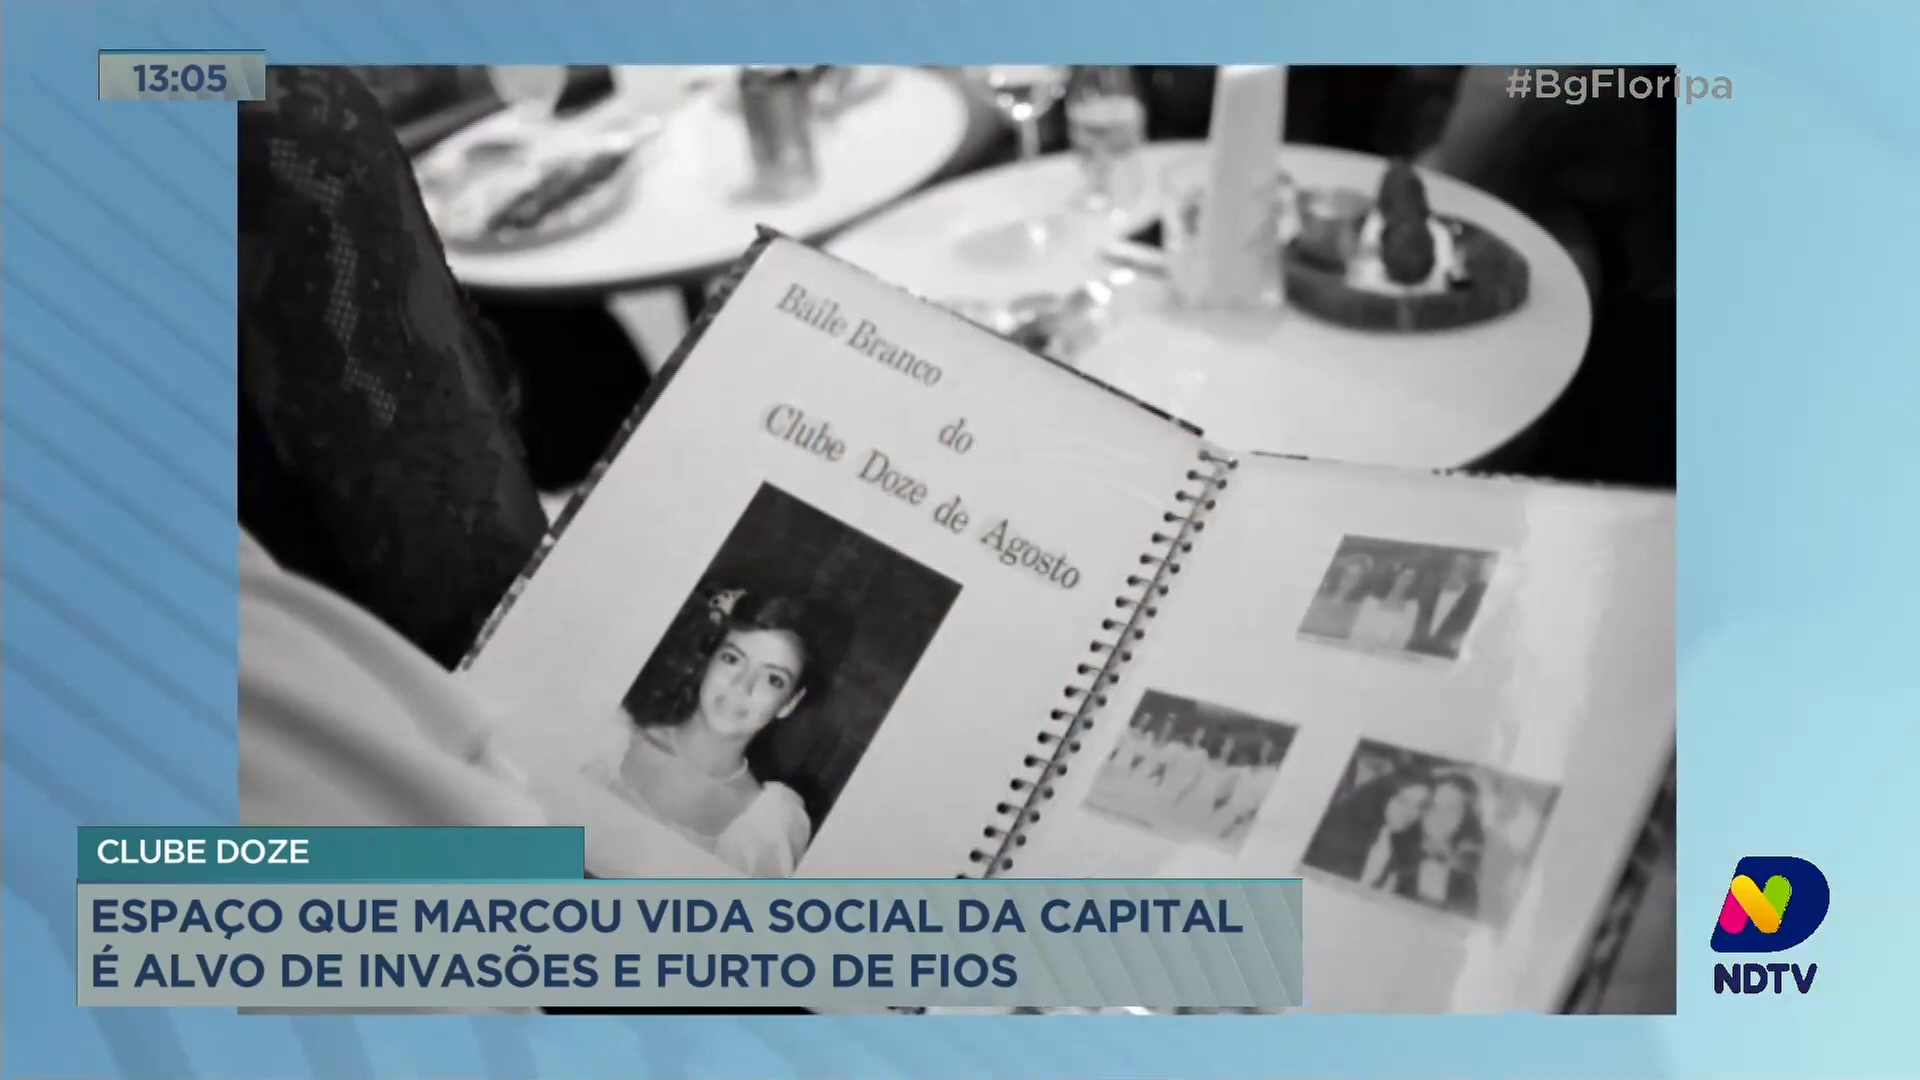 13:05
#BgFloripa
Baile Branco
do
Clube Doze de Agosto
CLUBE DOZE
ESPAÇO QUE MARCOU VIDA SOCIAL DA CAPITAL
É ALVO DE INVASÕES E FURTO DE FIOS
NDTV